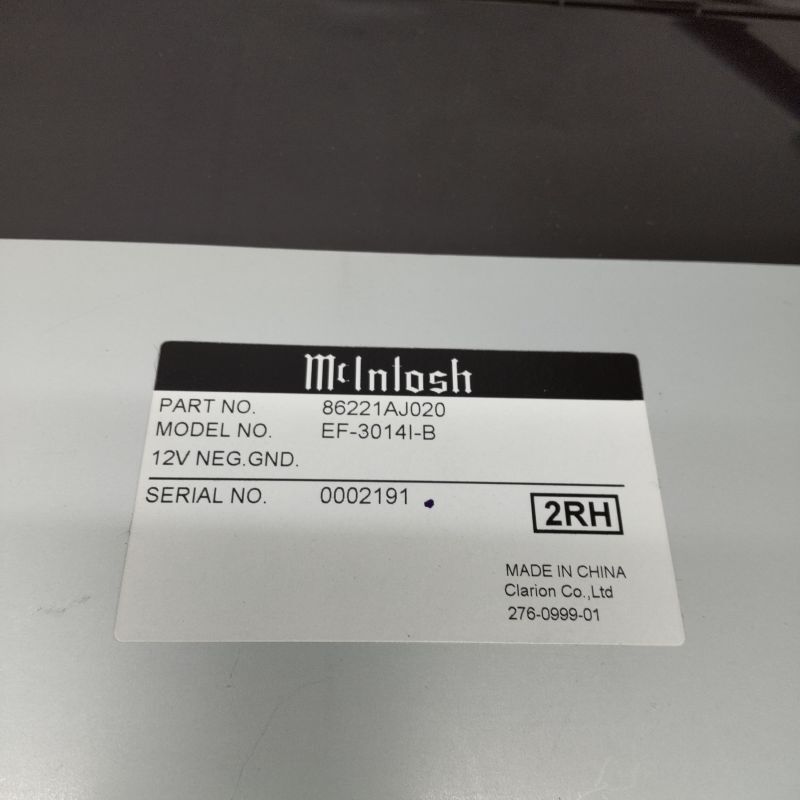 McIntosh
PART NO. 86221AJ020
MODEL NO. EF-3014I-B
12V NEG.GND.
SERIAL NO. 0002191
2RH
MADE IN CHINA
Clarion Co.,Ltd
276-0999-01